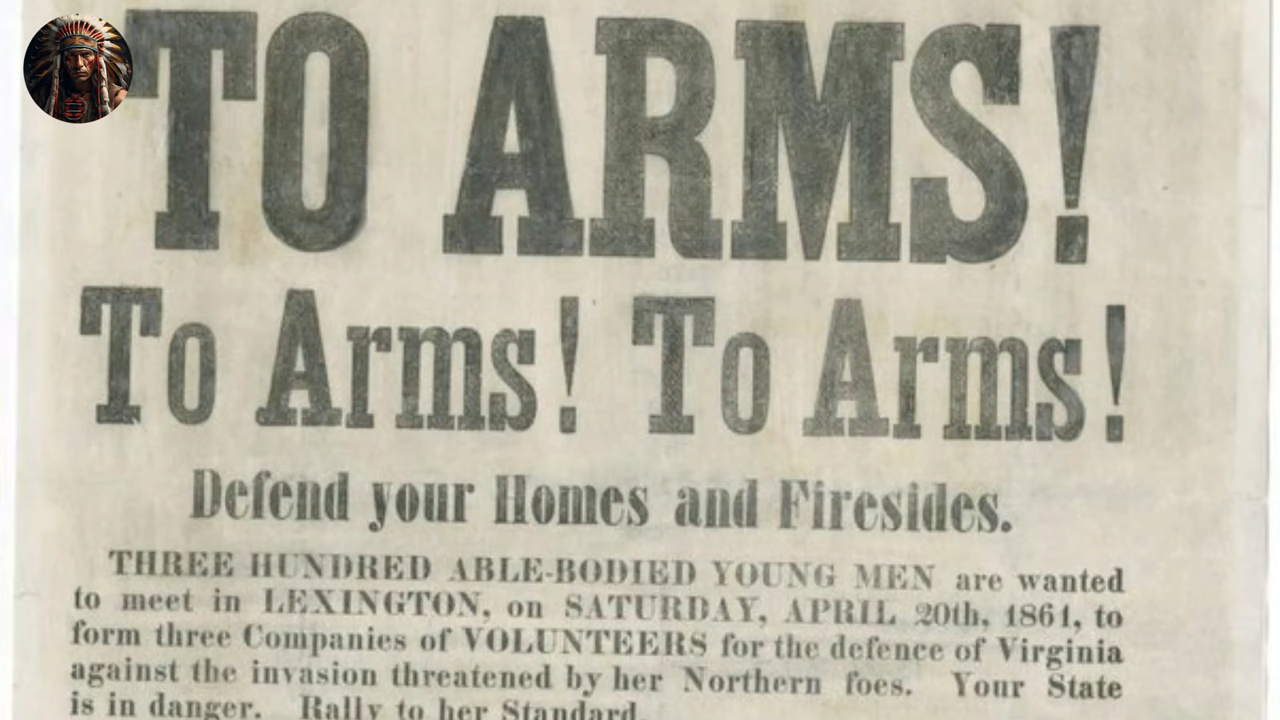 TO ARMS!
To Arms! To Arms!
Defend your Homes and Firesides.
THREE HUNDRED ABLE-BODIED YOUNG MEN are wanted
to meet in LEXINGTON, on SATURDAY, APRIL 20th, 1861, to
form three Companies of VOLUNTEERS for the defence of Virginia
against the invasion threatened by her Northern foes. Your State
is in danger. Rally to her Standard.